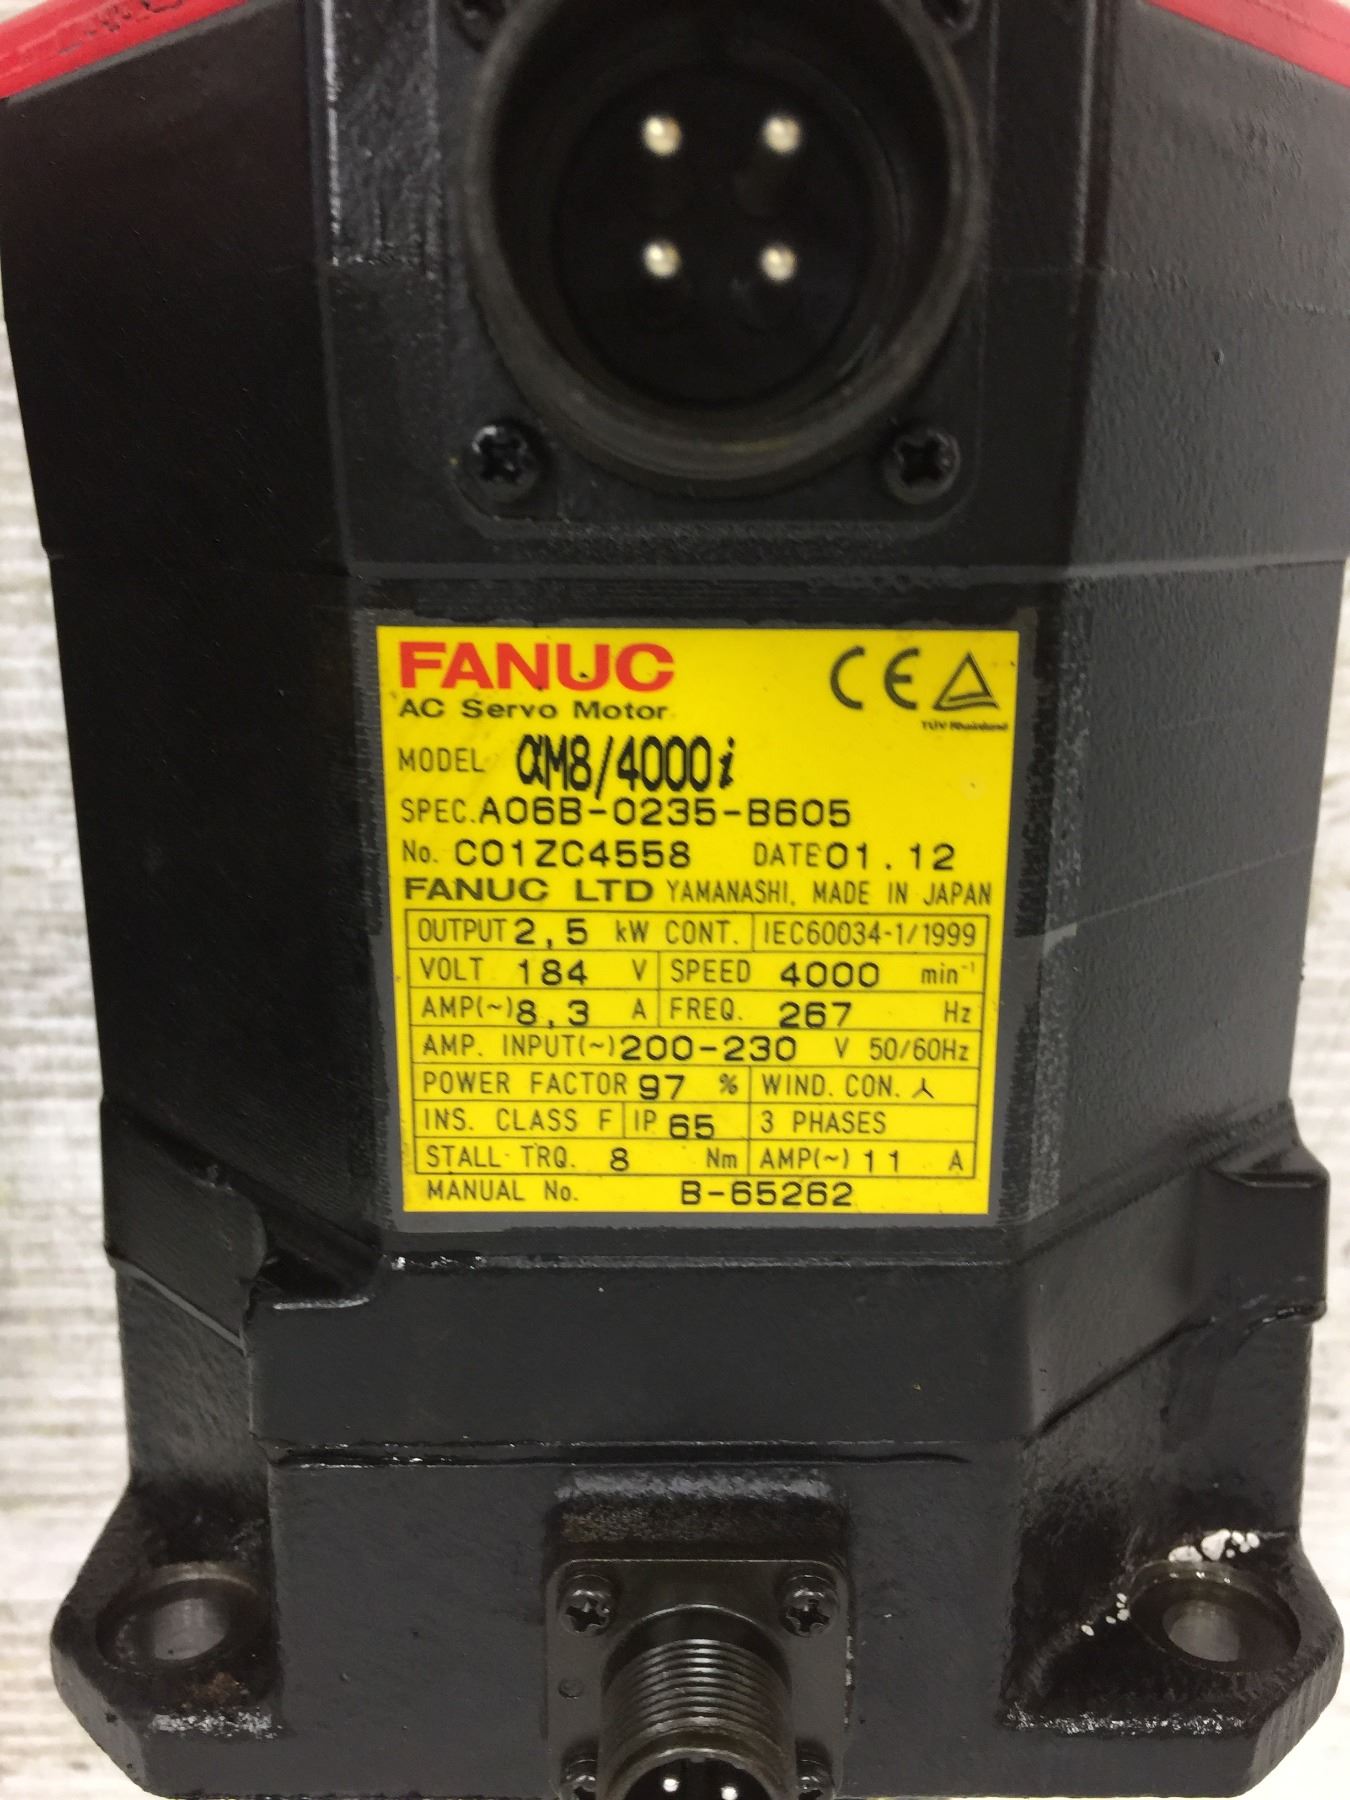 FANUC CE
AC Servo Motor TÜV Rheinland
MODEL αM8/4000i
SPEC. A06B-0235-B605
No. C01ZC4558 DATE 01.12
FANUC LTD YAMANASHI, MADE IN JAPAN
OUTPUT 2,5 kW CONT. IEC60034-1/1999
VOLT 184 V SPEED 4000 min⁻¹
AMP(~) 8,3 A FREQ. 267 Hz
AMP. INPUT(~) 200-230 V 50/60Hz
POWER FACTOR 97 % WIND. CON. ⅄
INS. CLASS F IP 65 3 PHASES
STALL TRQ. 8 Nm AMP(~) 11 A
MANUAL No. B-65262